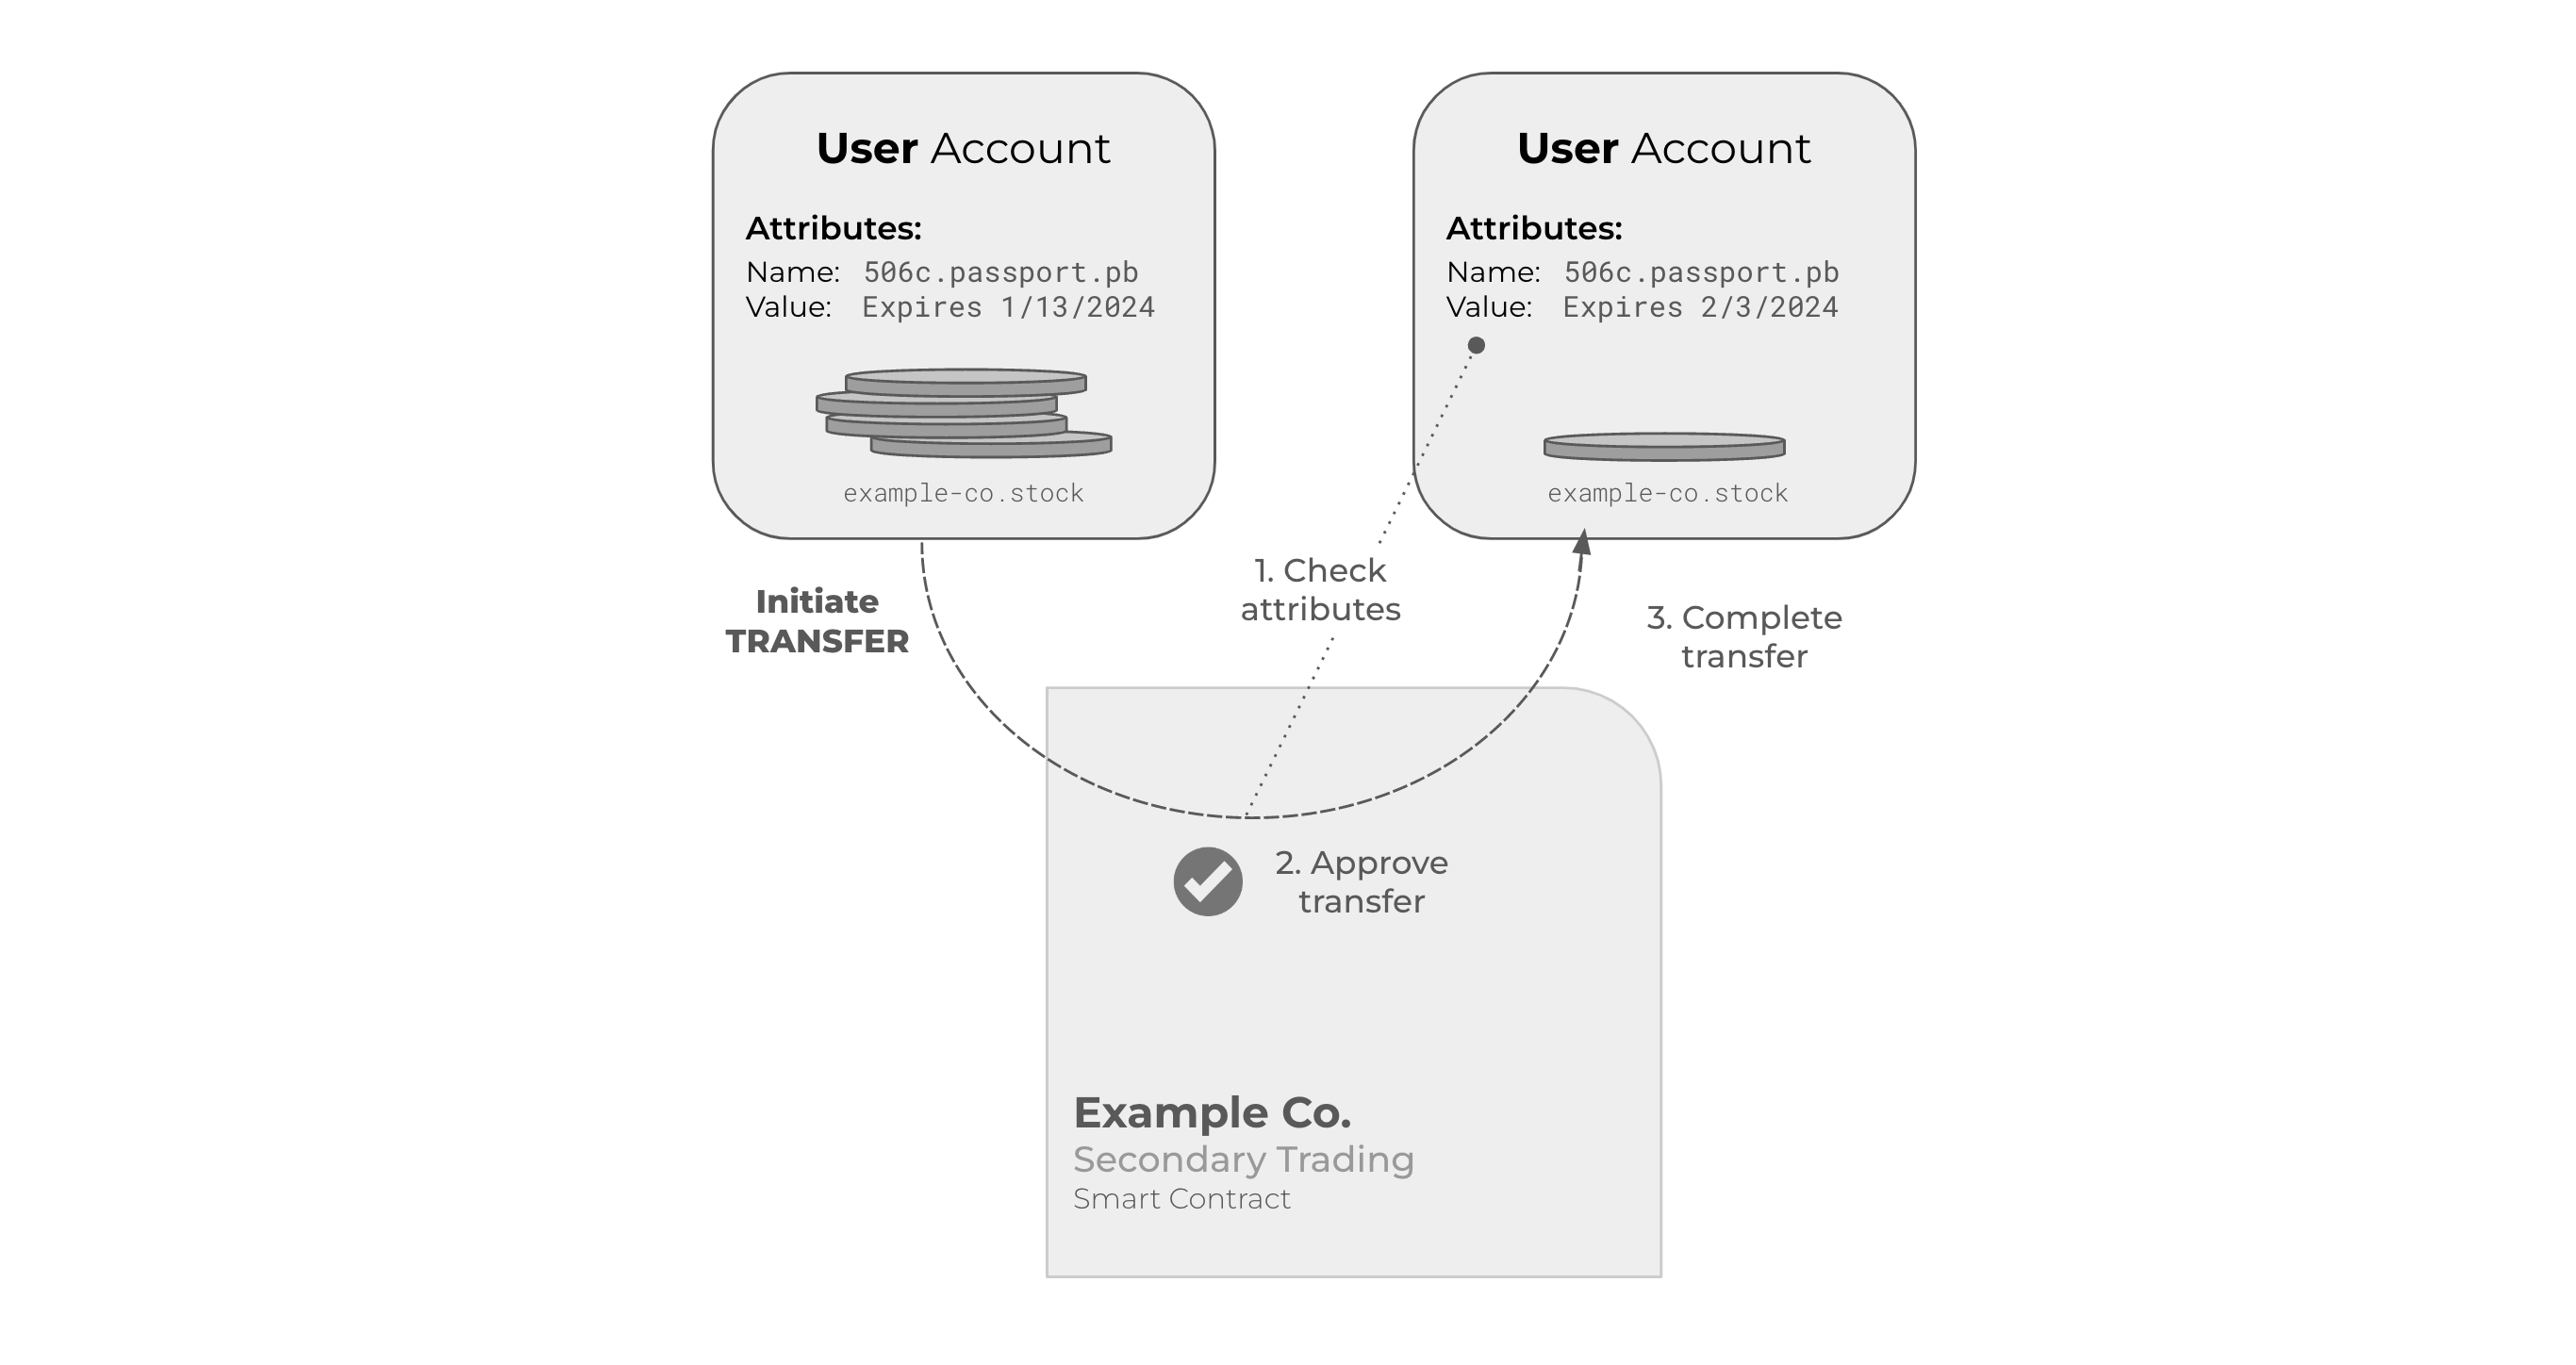 User Account
Attributes:
Name: 506c.passport.pb
Value: Expires 1/13/2024
example-co.stock
User Account
Attributes:
Name: 506c.passport.pb
Value: Expires 2/3/2024
example-co.stock
Initiate
TRANSFER
1. Check
attributes
3. Complete
transfer
2. Approve
transfer
Example Co.
Secondary Trading
Smart Contract